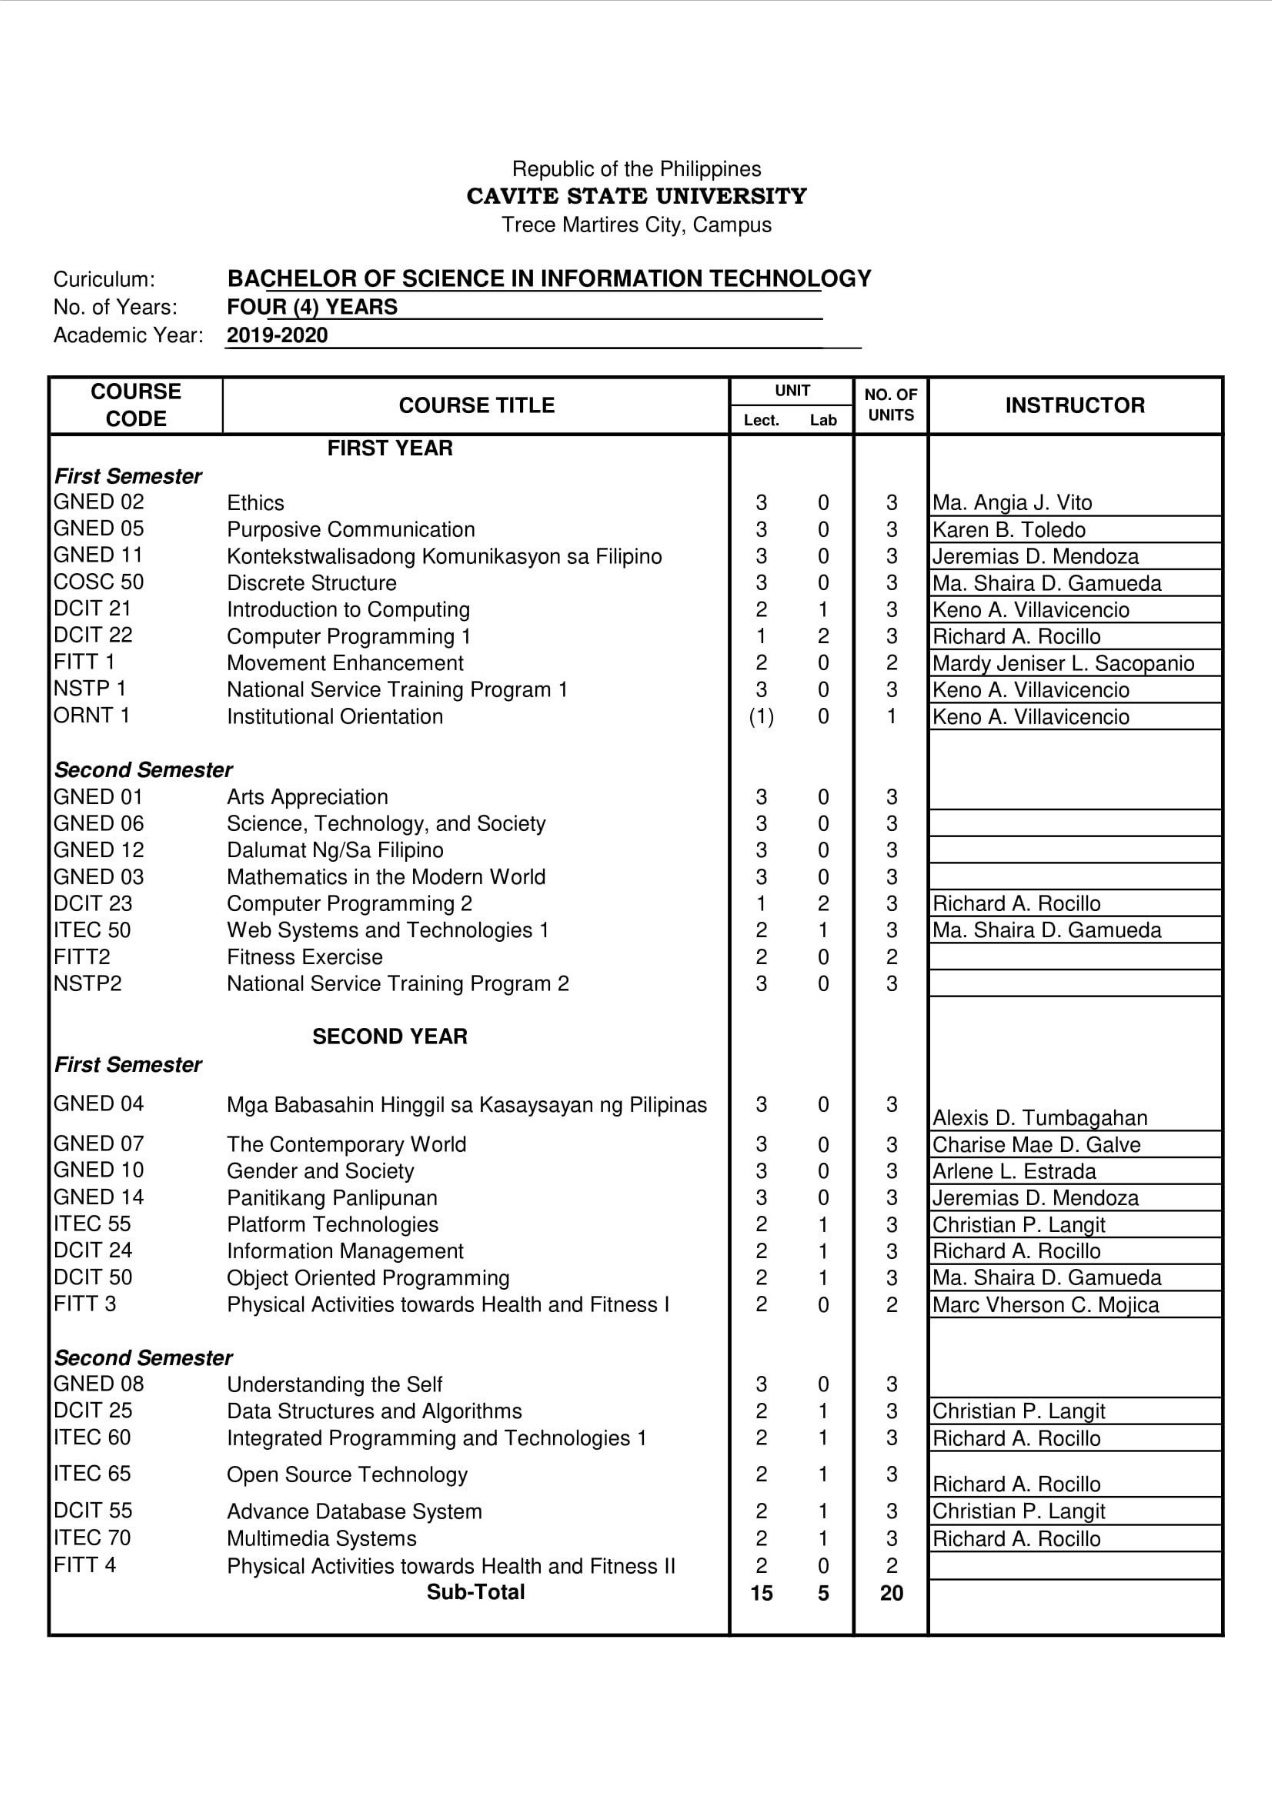 Republic of the Philippines
CAVITE STATE UNIVERSITY
Trece Martires City, Campus
Curiculum: BACHELOR OF SCIENCE IN INFORMATION TECHNOLOGY
No. of Years: FOUR (4) YEARS
Academic Year: 2019-2020
COURSE CODE COURSE TITLE UNIT Lect. Lab NO. OF UNITS INSTRUCTOR
FIRST YEAR
First Semester
GNED 02 Ethics 3 0 3 Ma. Angia J. Vito
GNED 05 Purposive Communication 3 0 3 Karen B. Toledo
GNED 11 Kontekstwalisadong Komunikasyon sa Filipino 3 0 3 Jeremias D. Mendoza
COSC 50 Discrete Structure 3 0 3 Ma. Shaira D. Gamueda
DCIT 21 Introduction to Computing 2 1 3 Keno A. Villavicencio
DCIT 22 Computer Programming 1 1 2 3 Richard A. Rocillo
FITT 1 Movement Enhancement 2 0 2 Mardy Jeniser L. Sacopanio
NSTP 1 National Service Training Program 1 3 0 3 Keno A. Villavicencio
ORNT 1 Institutional Orientation (1) 0 1 Keno A. Villavicencio
Second Semester
GNED 01 Arts Appreciation 3 0 3
GNED 06 Science, Technology, and Society 3 0 3
GNED 12 Dalumat Ng/Sa Filipino 3 0 3
GNED 03 Mathematics in the Modern World 3 0 3
DCIT 23 Computer Programming 2 1 2 3 Richard A. Rocillo
ITEC 50 Web Systems and Technologies 1 2 1 3 Ma. Shaira D. Gamueda
FITT2 Fitness Exercise 2 0 2
NSTP2 National Service Training Program 2 3 0 3
SECOND YEAR
First Semester
GNED 04 Mga Babasahin Hinggil sa Kasaysayan ng Pilipinas 3 0 3 Alexis D. Tumbagahan
GNED 07 The Contemporary World 3 0 3 Charise Mae D. Galve
GNED 10 Gender and Society 3 0 3 Arlene L. Estrada
GNED 14 Panitikang Panlipunan 3 0 3 Jeremias D. Mendoza
ITEC 55 Platform Technologies 2 1 3 Christian P. Langit
DCIT 24 Information Management 2 1 3 Richard A. Rocillo
DCIT 50 Object Oriented Programming 2 1 3 Ma. Shaira D. Gamueda
FITT 3 Physical Activities towards Health and Fitness I 2 0 2 Marc Vherson C. Mojica
Second Semester
GNED 08 Understanding the Self 3 0 3
DCIT 25 Data Structures and Algorithms 2 1 3 Christian P. Langit
ITEC 60 Integrated Programming and Technologies 1 2 1 3 Richard A. Rocillo
ITEC 65 Open Source Technology 2 1 3 Richard A. Rocillo
DCIT 55 Advance Database System 2 1 3 Christian P. Langit
ITEC 70 Multimedia Systems 2 1 3 Richard A. Rocillo
FITT 4 Physical Activities towards Health and Fitness II 2 0 2
Sub-Total 15 5 20